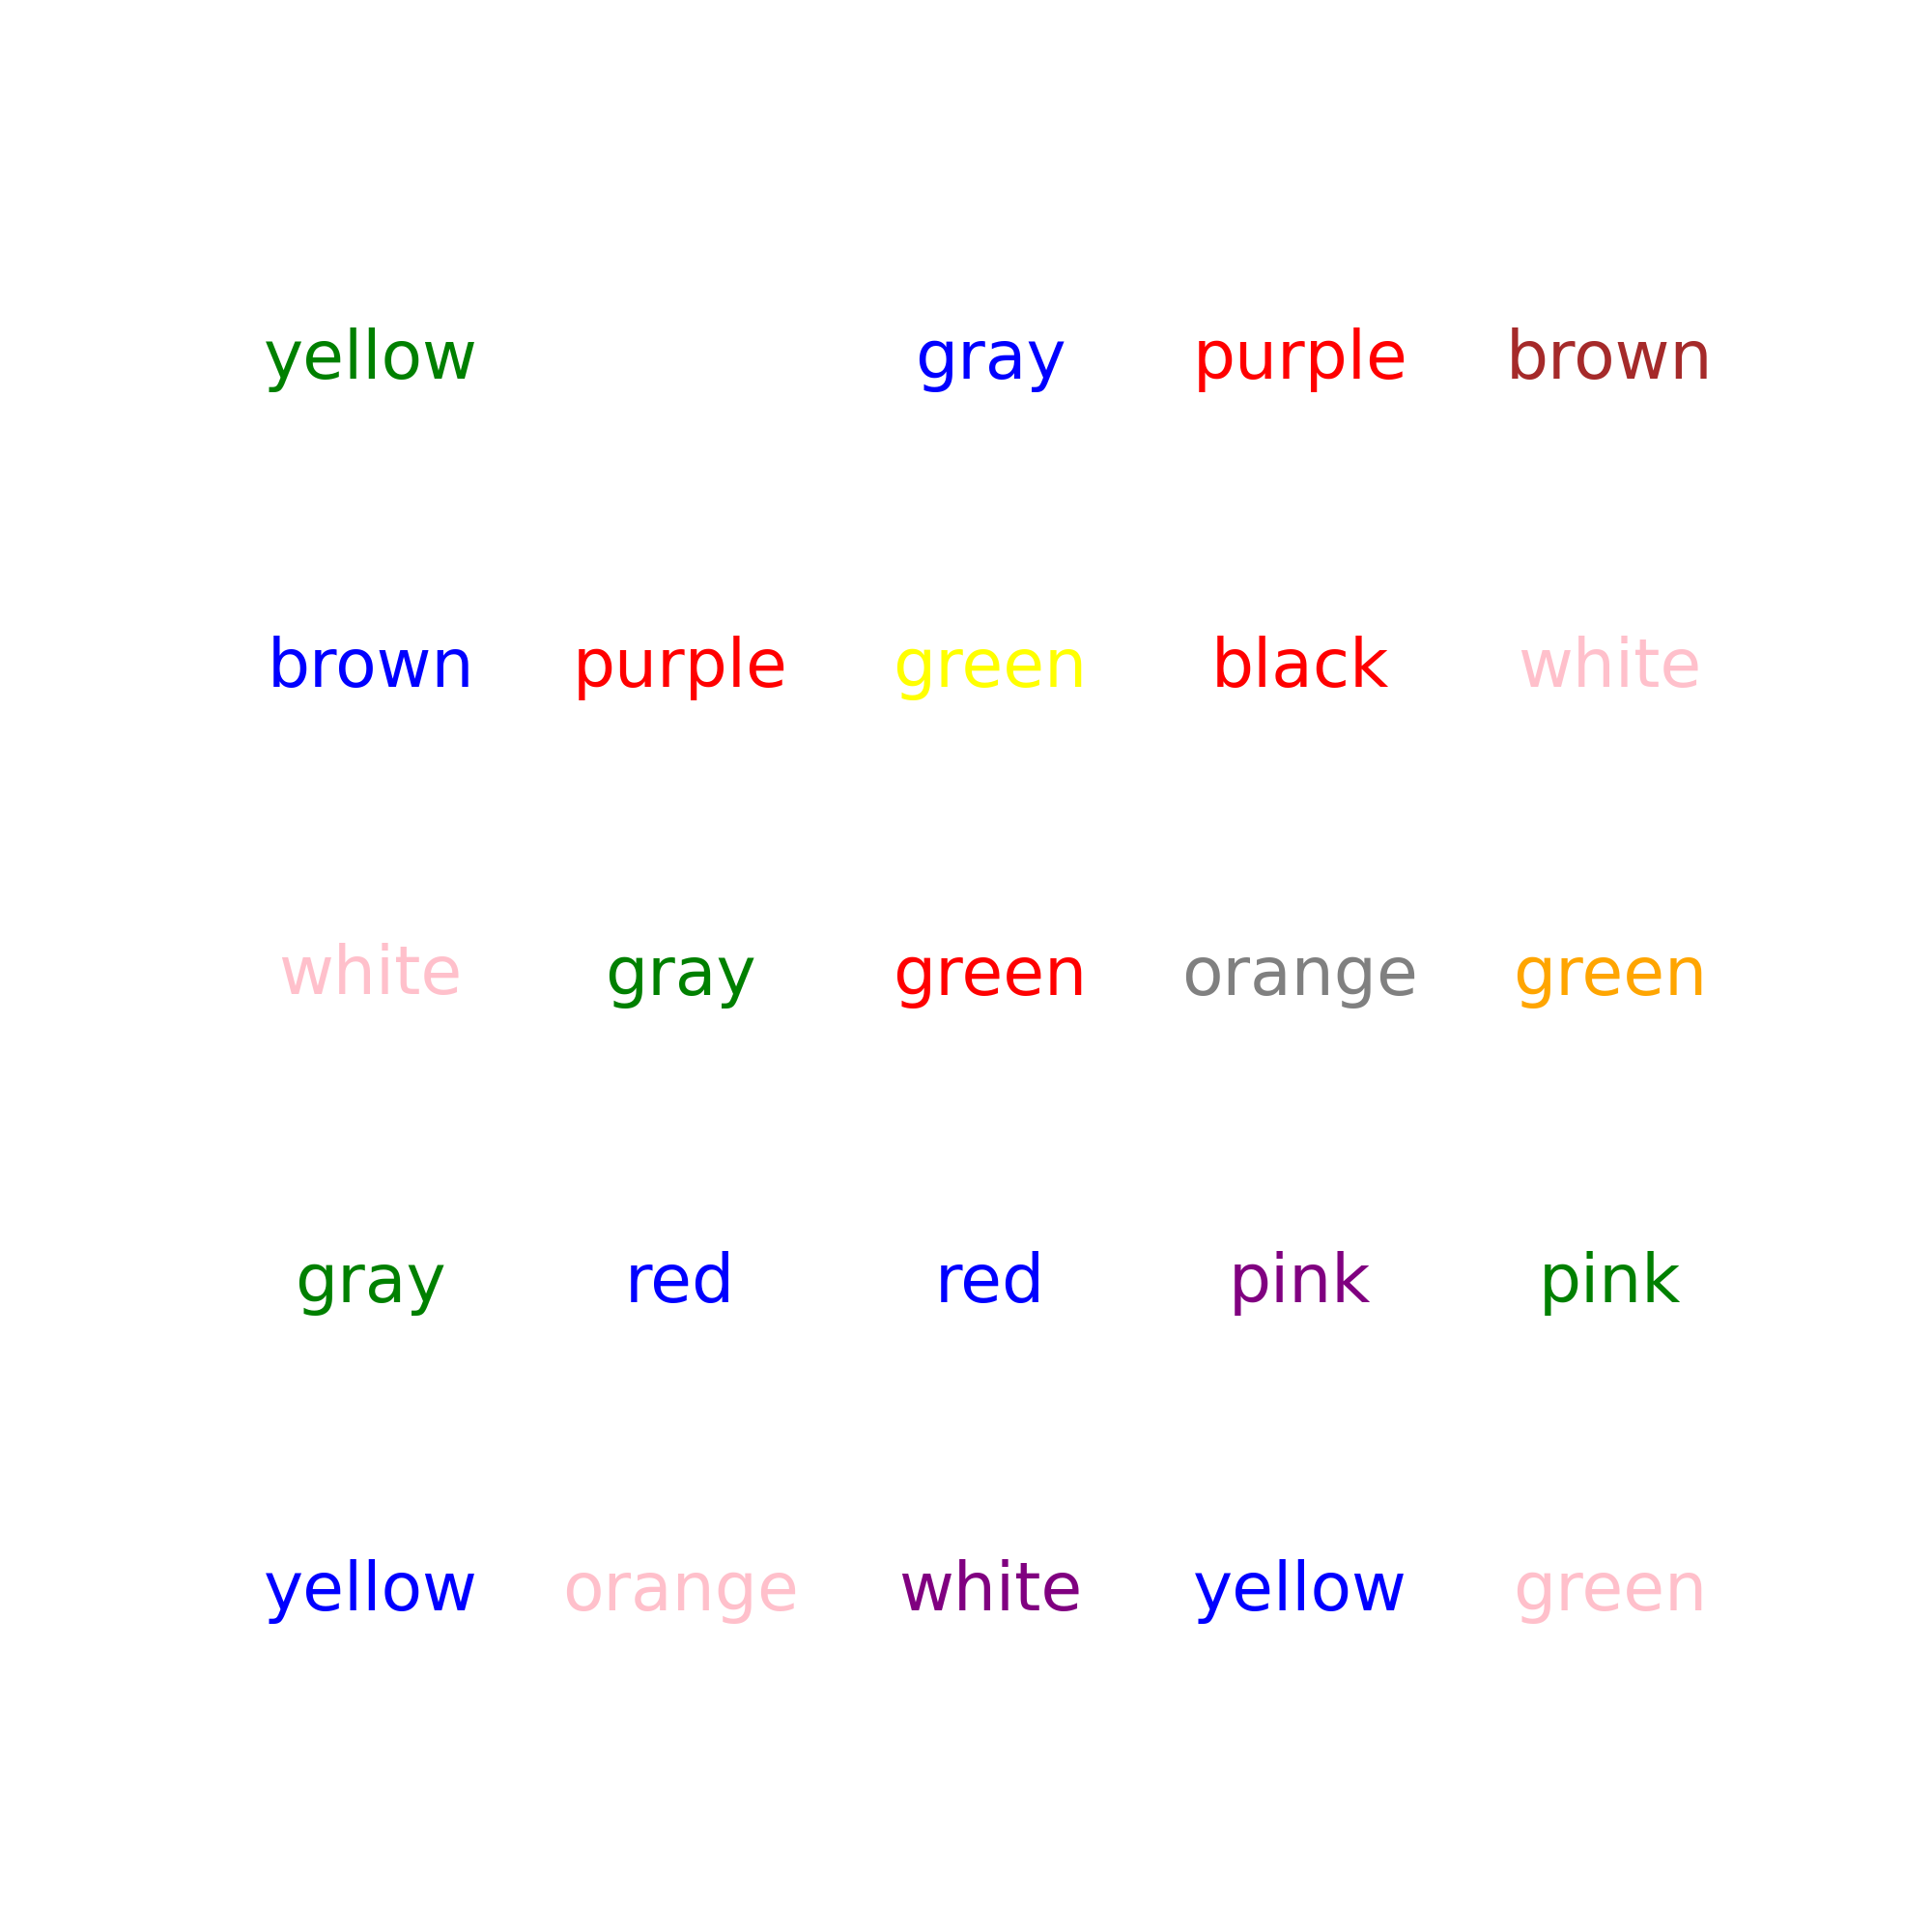 yellow gray purple brown
brown purple green black white
white gray green orange green
gray red red pink pink
yellow orange white yellow green